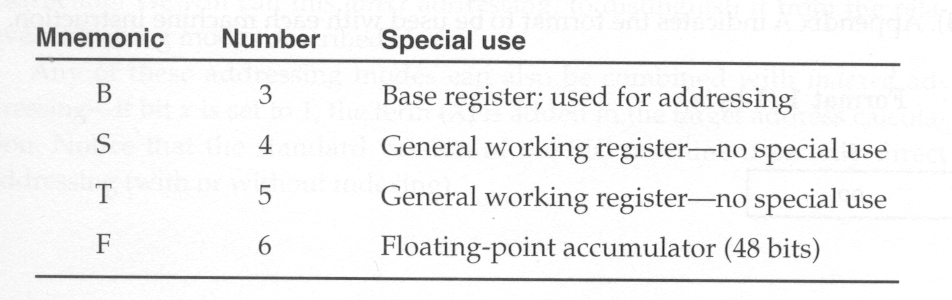 Mnemonic Number Special use
B 3 Base register; used for addressing
S 4 General working register—no special use
T 5 General working register—no special use
F 6 Floating-point accumulator (48 bits)